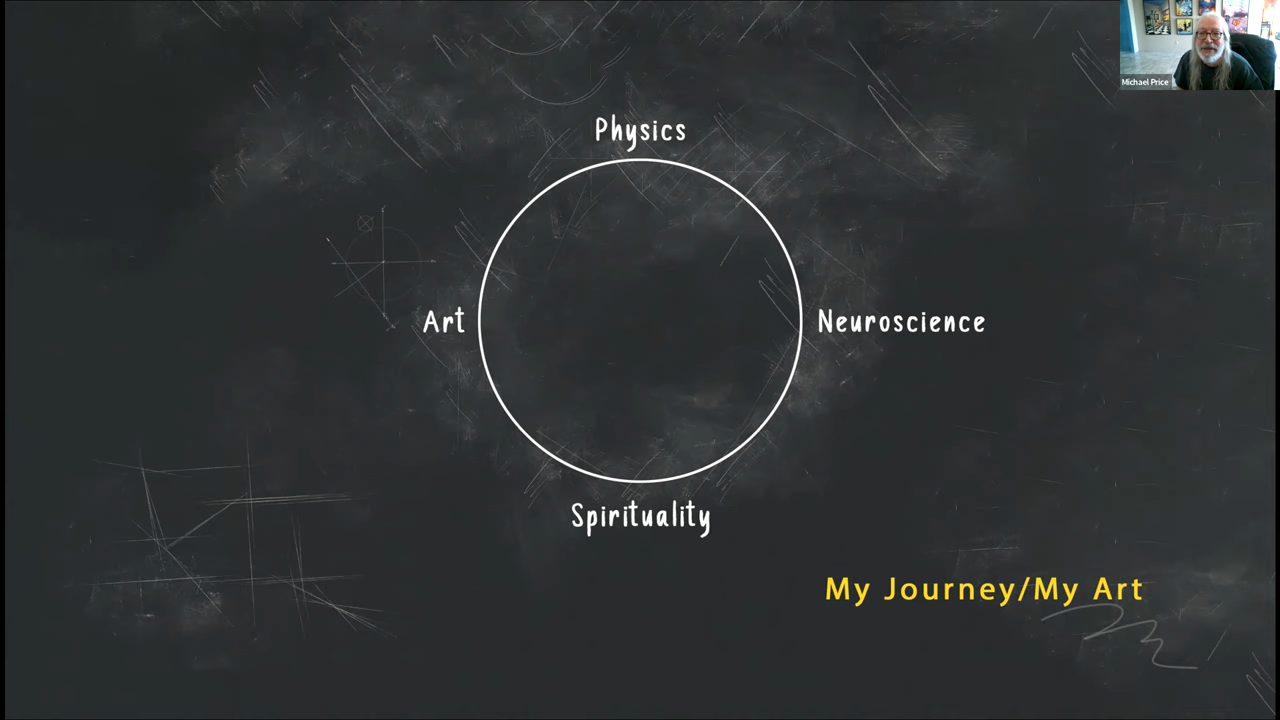 Michael Price
Physics
Art
Neuroscience
Spirituality
My Journey/My Art